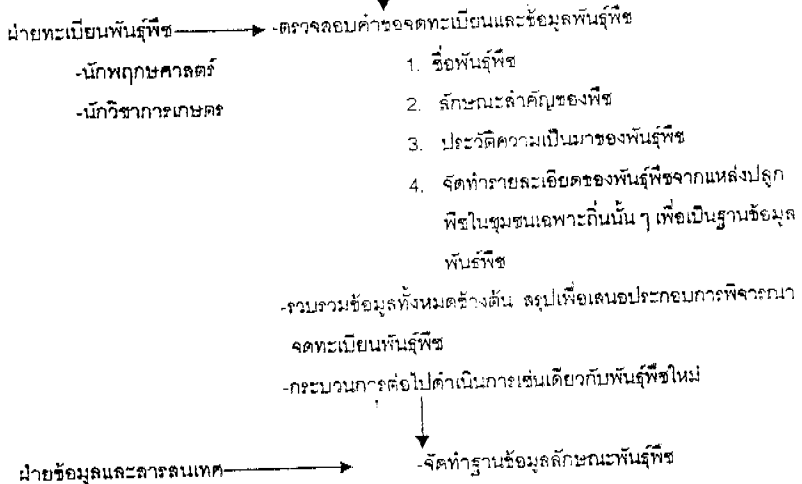 ฝ่ายทะเบียนพันธุ์พืช -ตรวจสอบคำขอจดทะเบียนและข้อมูลพันธุ์พืช
-นักพฤกษศาสตร์ 1. ชื่อพันธุ์พืช
-นักวิชาการเกษตร 2. ลักษณะสำคัญของพืช
3. ประวัติความเป็นมาของพันธุ์พืช
4. จัดทำรายละเอียดของพันธุ์พืชจากแหล่งปลูก
พืชในชุมชนเฉพาะถิ่นนั้น ๆ เพื่อเป็นฐานข้อมูล
พันธุ์พืช
-รวบรวมข้อมูลทั้งหมดข้างต้น สรุปเพื่อเสนอประกอบการพิจารณา
จดทะเบียนพันธุ์พืช
-กระบวนการต่อไปดำเนินการเช่นเดียวกับพันธุ์พืชใหม่
ฝ่ายข้อมูลและสารสนเทศ -จัดทำฐานข้อมูลลักษณะพันธุ์พืช